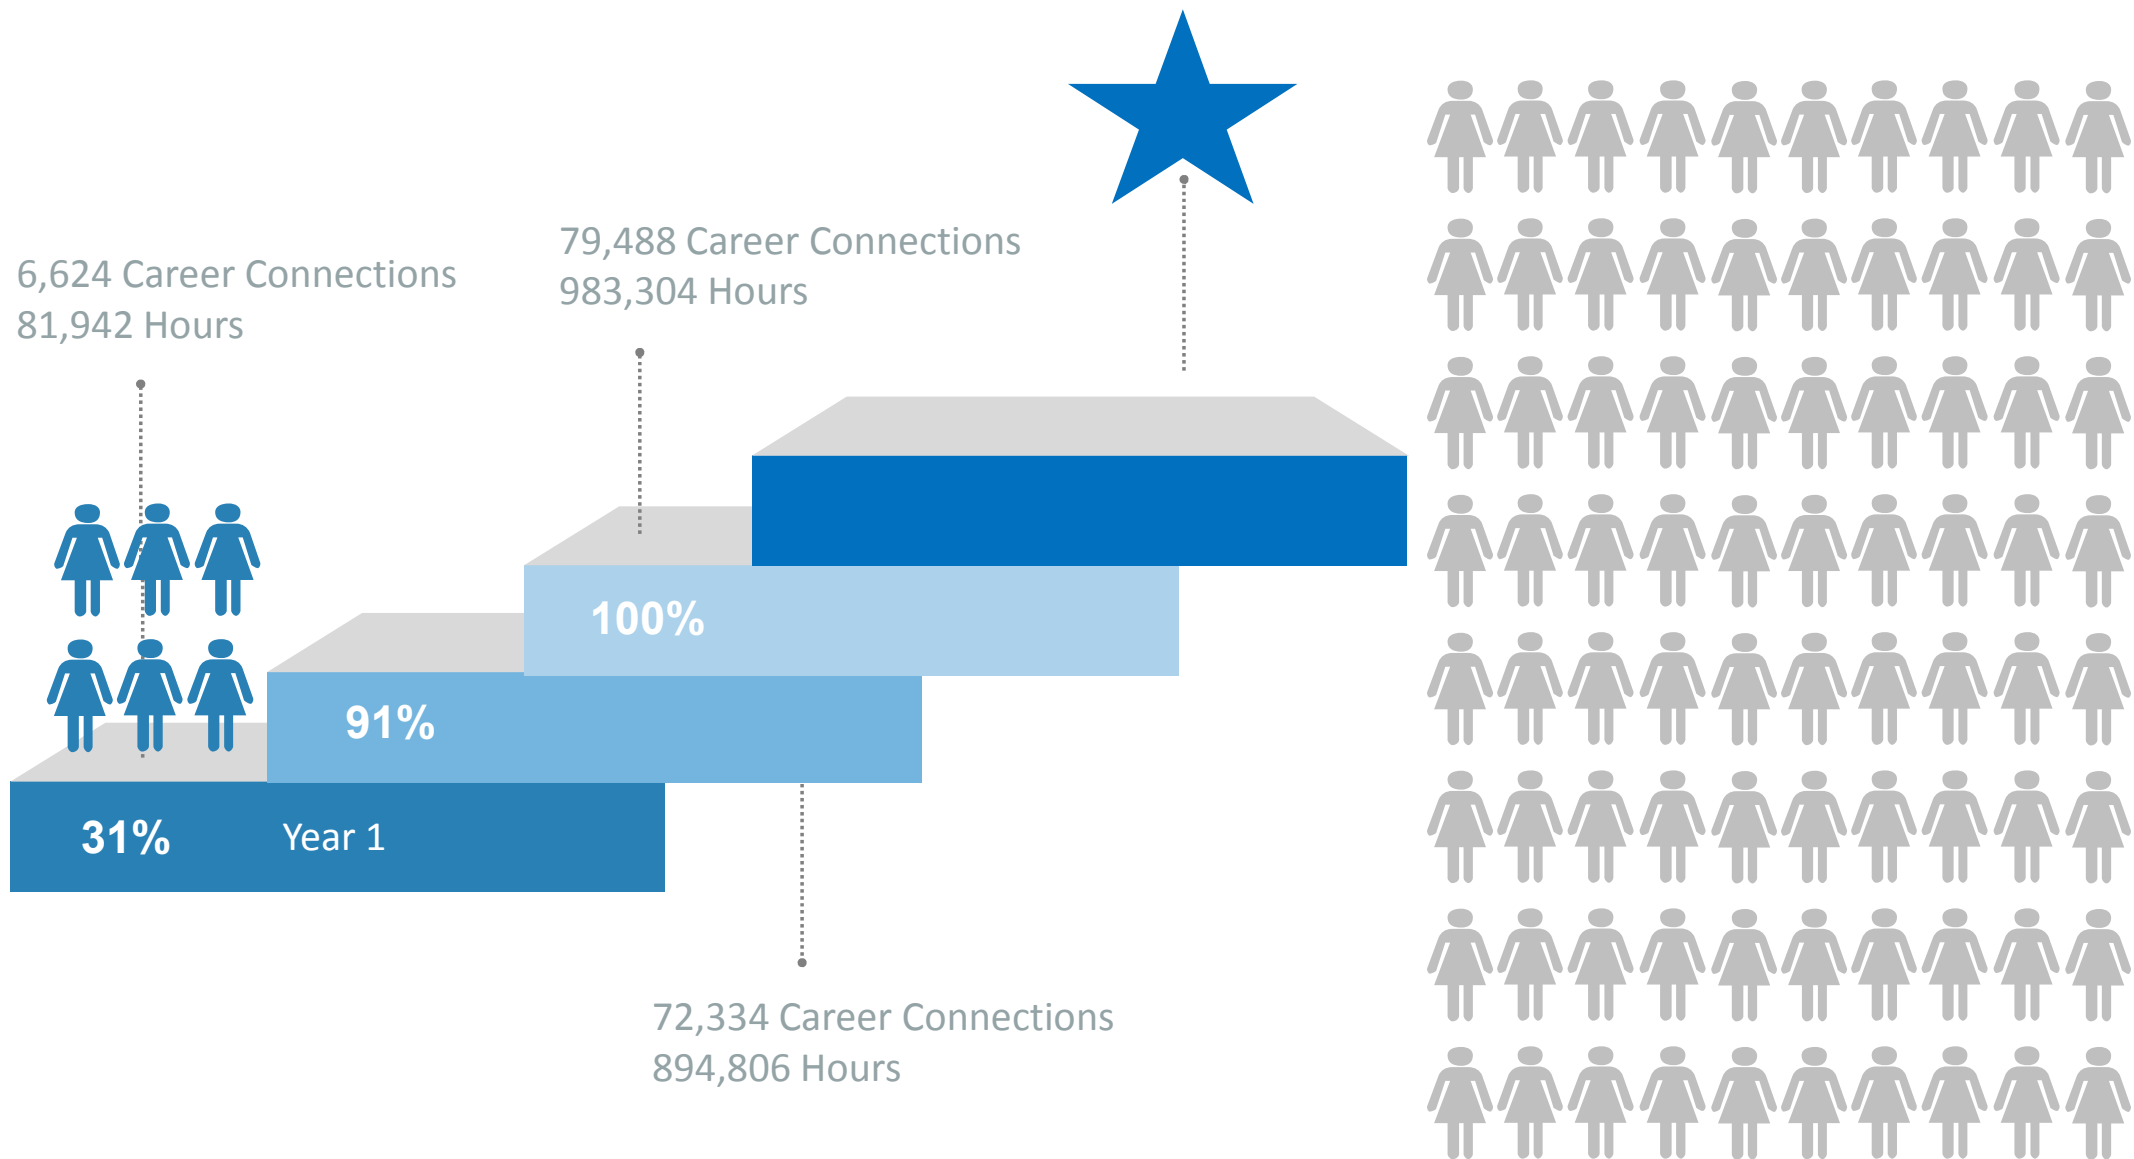 79,488 Career Connections
983,304 Hours
6,624 Career Connections
81,942 Hours
100%
91%
31% Year 1
72,334 Career Connections
894,806 Hours